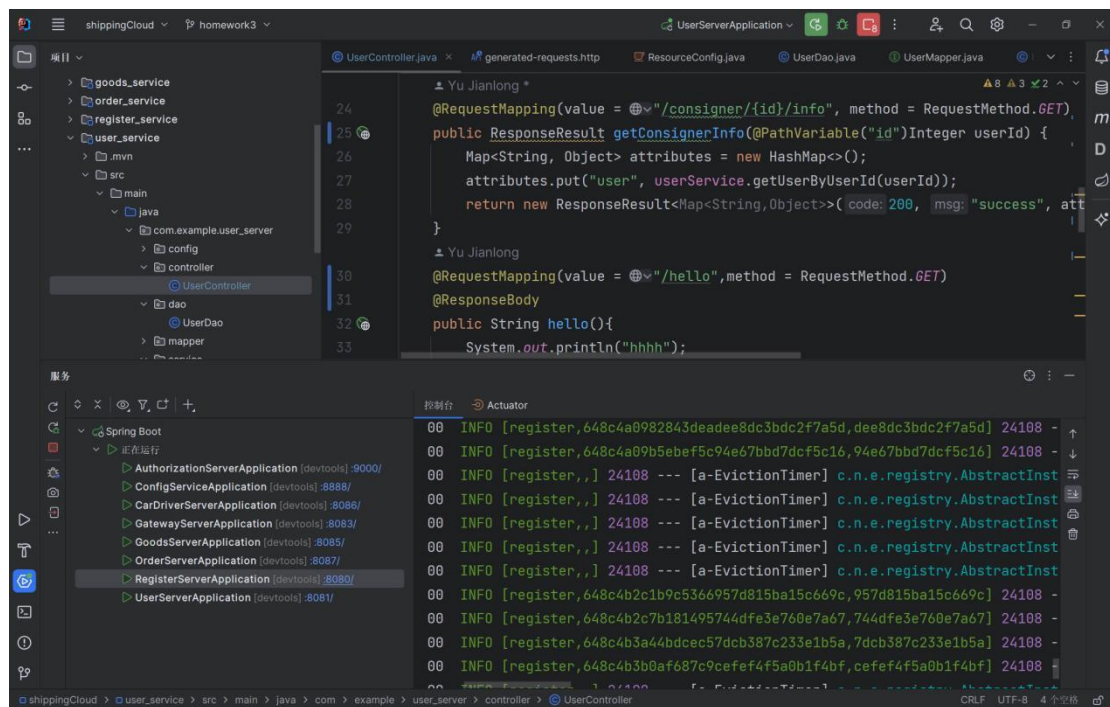 shippingCloud homework3 UserServerApplication 8
项目
UserController.java generated-requests.http ResourceConfig.java UserDao.java UserMapper.java
goods_service
order_service
register_service
user_service
.mvn
src
main
java
com.example.user_server
config
controller
UserController
dao
UserDao
mapper
Yu Jianlong *
8 3 2
24 @RequestMapping(value = "/consigner/{id}/info", method = RequestMethod.GET)
25 public ResponseResult getConsignerInfo(@PathVariable("id")Integer userId) {
26 Map<String, Object> attributes = new HashMap<>();
27 attributes.put("user", userService.getUserByUserId(userId));
28 return new ResponseResult<Map<String,Object>>( code: 200, msg: "success", att
29 }
Yu Jianlong
30 @RequestMapping(value = "/hello",method = RequestMethod.GET)
31 @ResponseBody
32 public String hello(){
33 System.out.println("hhhh");
m
D
服务
Spring Boot
正在运行
AuthorizationServerApplication [devtools] :9000/
ConfigServiceApplication [devtools] :8888/
CarDriverServerApplication [devtools] :8086/
GatewayServerApplication [devtools] :8083/
GoodsServerApplication [devtools] :8085/
OrderServerApplication [devtools] :8087/
RegisterServerApplication [devtools] :8080/
UserServerApplication [devtools] :8081/
控制台 Actuator
00 INFO [register,648c4a0982843deadee8dc3bdc2f7a5d,dee8dc3bdc2f7a5d] 24108 -
00 INFO [register,648c4a09b5ebef5c94e67bbd7dcf5c16,94e67bbd7dcf5c16] 24108 -
00 INFO [register,,] 24108 --- [a-EvictionTimer] c.n.e.registry.AbstractInst
00 INFO [register,,] 24108 --- [a-EvictionTimer] c.n.e.registry.AbstractInst
00 INFO [register,,] 24108 --- [a-EvictionTimer] c.n.e.registry.AbstractInst
00 INFO [register,,] 24108 --- [a-EvictionTimer] c.n.e.registry.AbstractInst
00 INFO [register,,] 24108 --- [a-EvictionTimer] c.n.e.registry.AbstractInst
00 INFO [register,648c4b2c1b9c5366957d815ba15c669c,957d815ba15c669c] 24108 -
00 INFO [register,648c4b2c7b181495744dfe3e760e7a67,744dfe3e760e7a67] 24108 -
00 INFO [register,648c4b3a44bdcec57dcb387c233e1b5a,7dcb387c233e1b5a] 24108 -
00 INFO [register,648c4b3b0af687c9cefef4f5a0b1f4bf,cefef4f5a0b1f4bf] 24108 -
shippingCloud > user_service > src > main > java > com > example > user_server > controller > UserController CRLF UTF-8 4 个空格